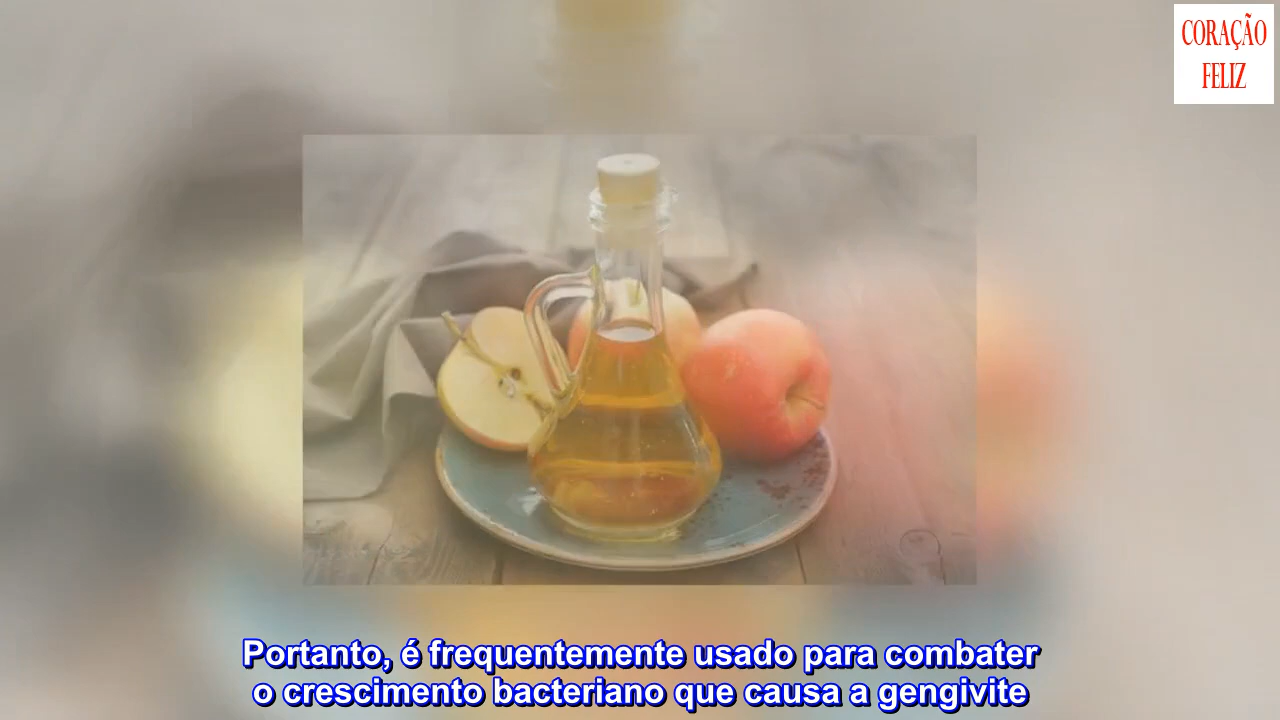 CORAÇÃO
FELIZ
Portanto, é frequentemente usado para combater
o crescimento bacteriano que causa a gengivite